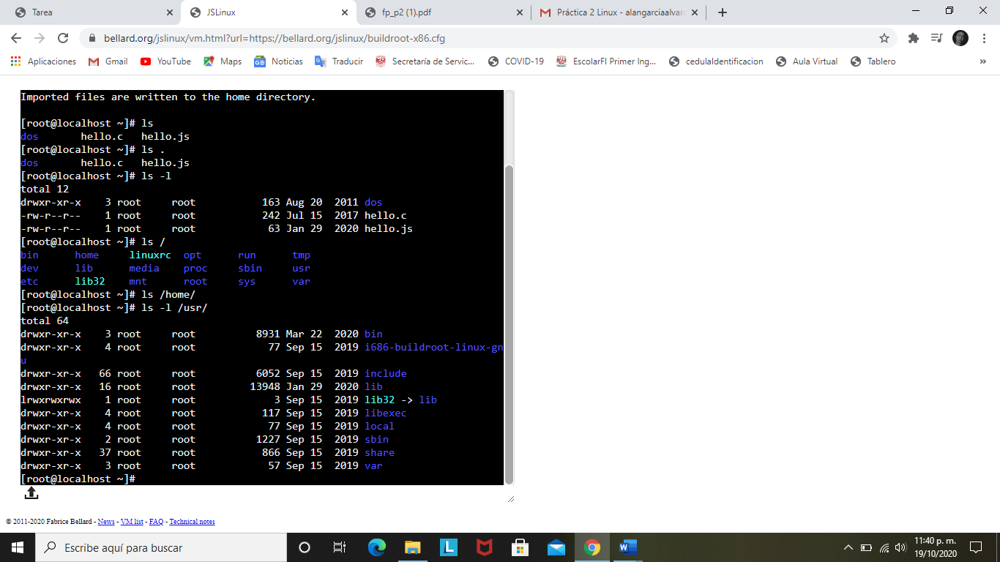 Tarea
JSLinux
fp_p2 (1).pdf
Práctica 2 Linux - alangarciaalvar
bellard.org/jslinux/vm.html?url=https://bellard.org/jslinux/buildroot-x86.cfg
Aplicaciones Gmail YouTube Maps Noticias Traducir Secretaría de Servic... COVID-19 EscolarFI Primer Ing... cedulaIdentificacion Aula Virtual Tablero »
Imported files are written to the home directory.
[root@localhost ~]# ls
dos hello.c hello.js
[root@localhost ~]# ls .
dos hello.c hello.js
[root@localhost ~]# ls -l
total 12
drwxr-xr-x 3 root root 163 Aug 20 2011 dos
-rw-r--r-- 1 root root 242 Jul 15 2017 hello.c
-rw-r--r-- 1 root root 63 Jan 29 2020 hello.js
[root@localhost ~]# ls /
bin home linuxrc opt run tmp
dev lib media proc sbin usr
etc lib32 mnt root sys var
[root@localhost ~]# ls /home/
[root@localhost ~]# ls -l /usr/
total 64
drwxr-xr-x 3 root root 8931 Mar 22 2020 bin
drwxr-xr-x 4 root root 77 Sep 15 2019 i686-buildroot-linux-gn
u
drwxr-xr-x 66 root root 6052 Sep 15 2019 include
drwxr-xr-x 16 root root 13948 Jan 29 2020 lib
lrwxrwxrwx 1 root root 3 Sep 15 2019 lib32 -> lib
drwxr-xr-x 4 root root 117 Sep 15 2019 libexec
drwxr-xr-x 4 root root 77 Sep 15 2019 local
drwxr-xr-x 2 root root 1227 Sep 15 2019 sbin
drwxr-xr-x 37 root root 866 Sep 15 2019 share
drwxr-xr-x 3 root root 57 Sep 15 2019 var
[root@localhost ~]#
© 2011-2020 Fabrice Bellard - News - VM list - FAQ - Technical notes
Escribe aquí para buscar
11:40 p. m.
19/10/2020